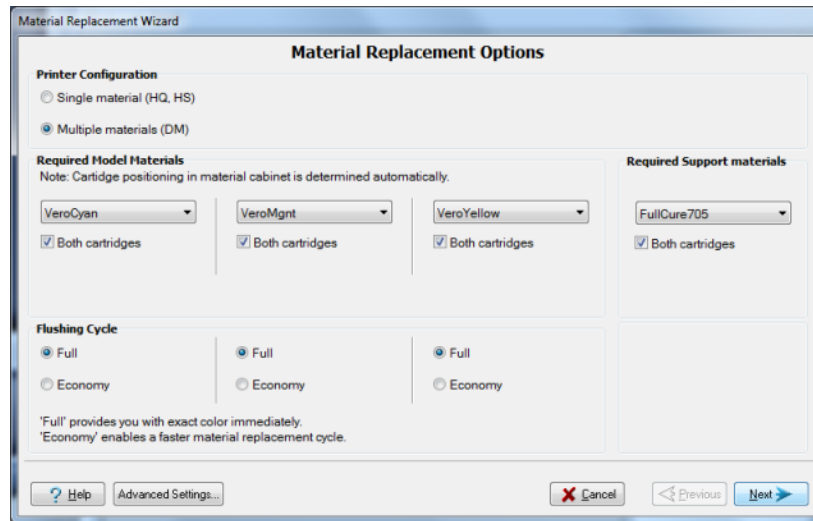 Material Replacement Wizard
Material Replacement Options
Printer Configuration
Single material (HQ, HS)
Multiple materials (DM)
Required Model Materials
Note: Cartidge positioning in material cabinet is determined automatically.
VeroCyan
VeroMgnt
VeroYellow
Both cartridges
Both cartridges
Both cartridges
Required Support materials
FullCure705
Both cartridges
Flushing Cycle
Full
Full
Full
Economy
Economy
Economy
'Full' provides you with exact color immediately.
'Economy' enables a faster material replacement cycle.
? Help
Advanced Settings...
Cancel
Previous
Next